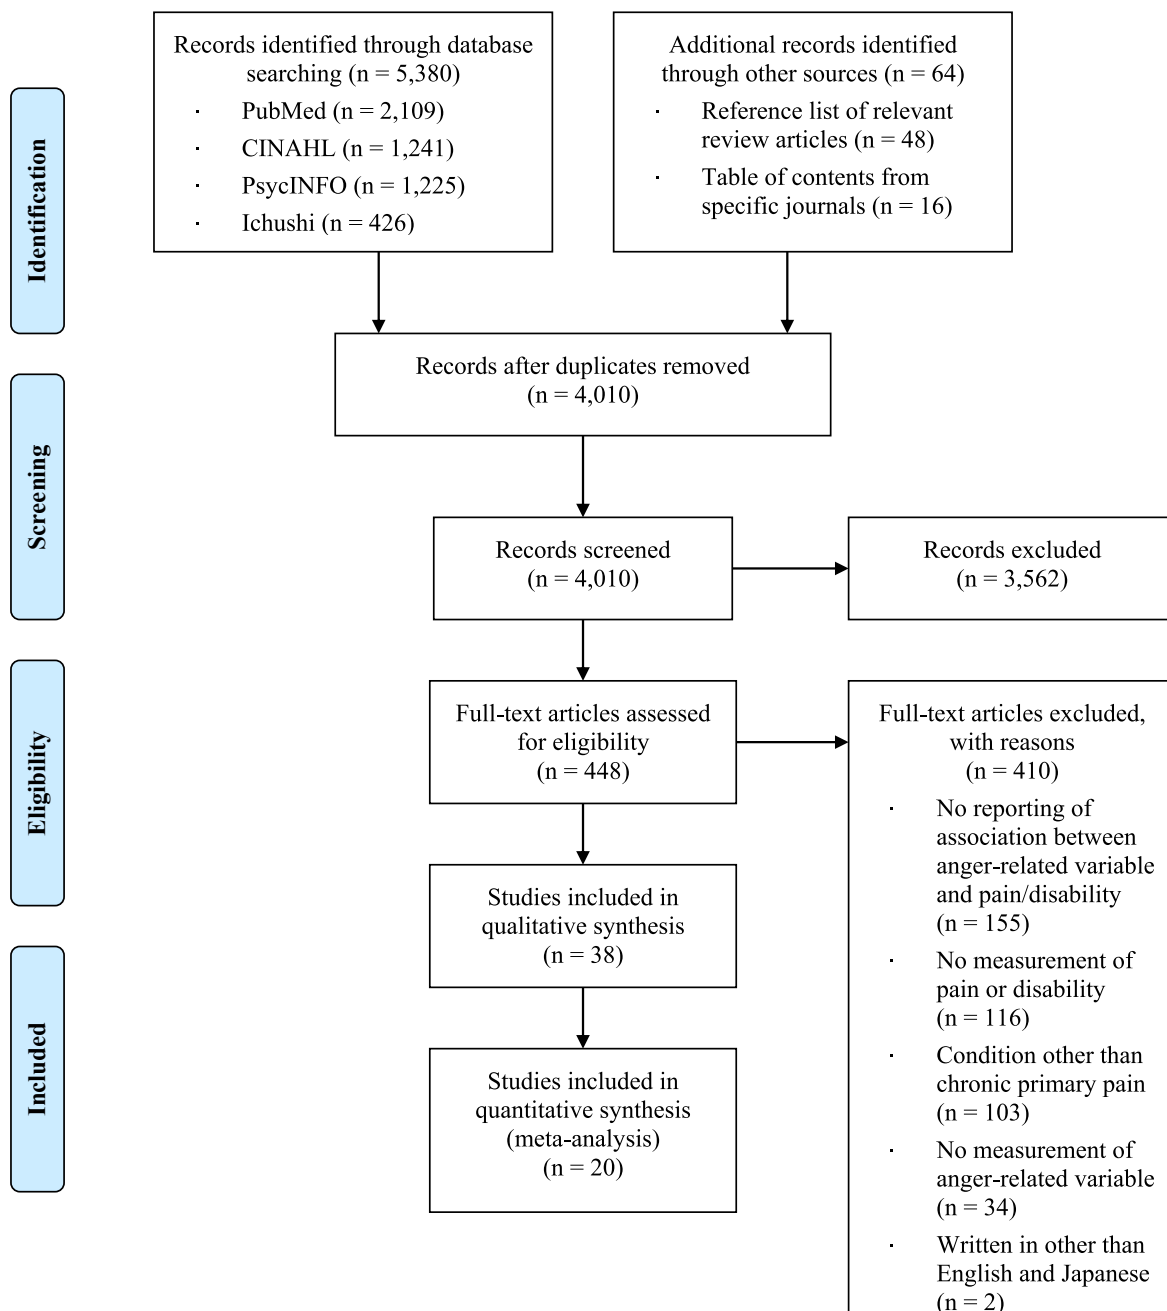 Records identified through database
searching (n = 5,380)
· PubMed (n = 2,109)
· CINAHL (n = 1,241)
· PsycINFO (n = 1,225)
· Ichushi (n = 426)
Additional records identified
through other sources (n = 64)
· Reference list of relevant
review articles (n = 48)
· Table of contents from
specific journals (n = 16)
Identification
Records after duplicates removed
(n = 4,010)
Screening
Records screened
(n = 4,010)
Records excluded
(n = 3,562)
Eligibility
Full-text articles assessed
for eligibility
(n = 448)
Full-text articles excluded,
with reasons
(n = 410)
· No reporting of
association between
anger-related variable
and pain/disability
(n = 155)
· No measurement of
pain or disability
(n = 116)
· Condition other than
chronic primary pain
(n = 103)
· No measurement of
anger-related variable
(n = 34)
· Written in other than
English and Japanese
(n = 2)
Studies included in
qualitative synthesis
(n = 38)
Included
Studies included in
quantitative synthesis
(meta-analysis)
(n = 20)